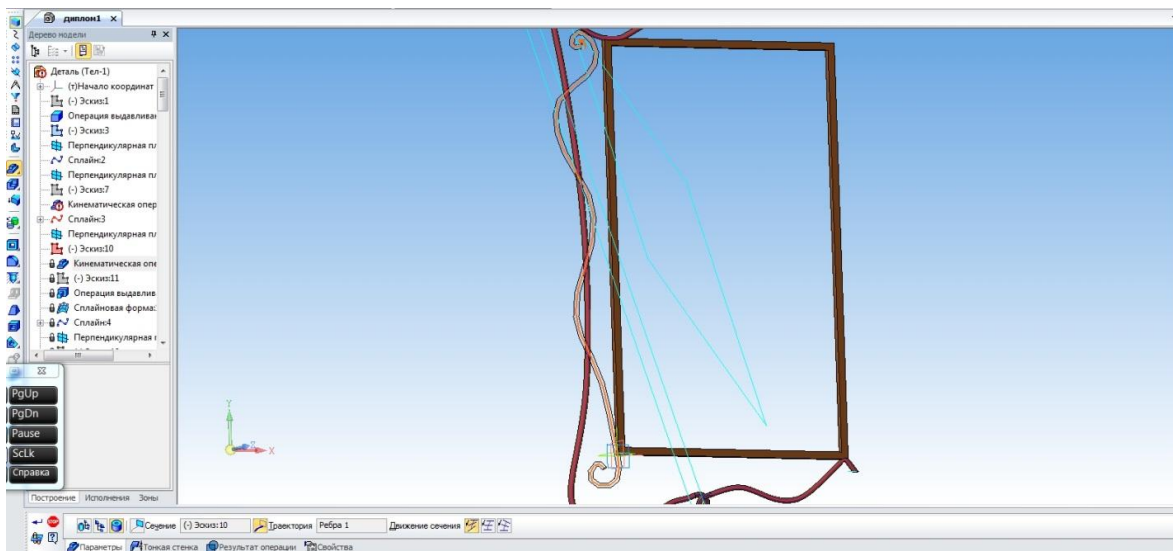 диплон1
Дерево модели
Деталь (Тел-1)
(т)Начало координат
(-) Эскиз:1
Операция выдавливан
(-) Эскиз:3
Перпендикулярная пл
Сплайн:2
Перпендикулярная пл
(-) Эскиз:7
Кинематическая опер
Сплайн:3
Перпендикулярная пл
(-) Эскиз:10
Кинематическая опе
(-) Эскиз:11
Операция выдавлив
Сплайновая форма:
Сплайн:4
Перпендикулярная
PgUp
PgDn
Pause
ScLk
Справка
Y
Z
X
Построение Исполнения Зоны
Сечение (-) Эскиз:10 Траектория Ребра 1 Движение сечения
Параметры Тонкая стенка Результат операции Свойства